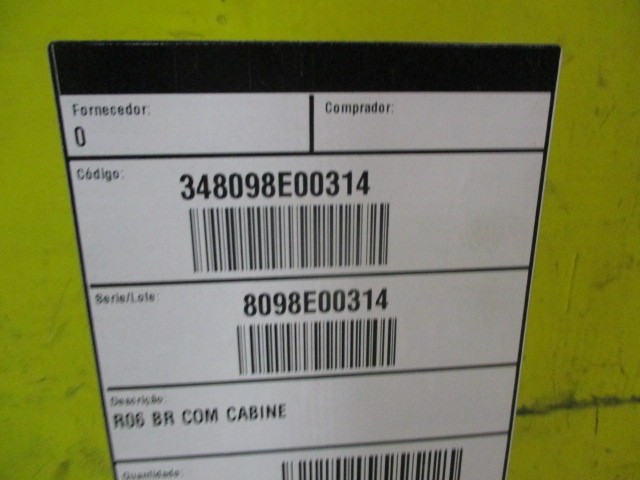 Fornecedor: Comprador:
0
Código:
348098E00314
Serie/Lote:
8098E00314
Descrição:
R06 BR COM CABINE
Quantidade